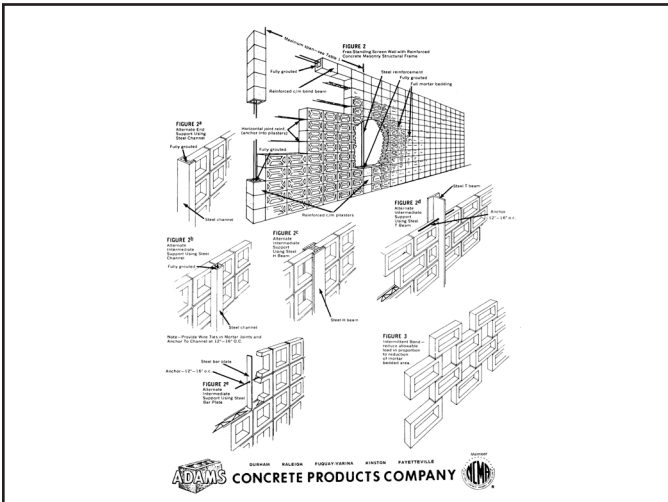 FIGURE 2
Free Standing Screen Wall with Reinforced
Concrete Masonry Structural Frame
Maximum span—see Table
Steel reinforcement
Fully grouted
Full mortar bedding
Fully grouted
Reinforced c/m bond beam
Horizontal joint reinf.
(anchor into pilasters)
Fully grouted
Reinforced c/m pilasters
FIGURE 2a
Alternate End
Support Using
Steel Channel
Fully grouted
Steel channel
FIGURE 2b
Alternate
Intermediate
Support Using Steel
Channel
Fully grouted
Steel channel
Note—Provide Wire Ties in Mortar Joints and
Anchor To Channel at 12"—16" O.C.
FIGURE 2c
Alternate
Intermediate
Support
Using Steel
H Beam
Steel H beam
FIGURE 2d
Alternate
Intermediate
Support
Using Steel
T Beam
Steel T beam
Anchor
12"—16" o.c.
Steel bar plate
Anchor—12"—16" o.c.
FIGURE 2e
Alternate
Intermediate
Support Using Steel
Bar Plate
FIGURE 3
Intermittent Bond—
reduce allowable
load in proportion
to reduction
of mortar
bedded area.
DURHAM RALEIGH FUQUAY-VARINA KINSTON FAYETTEVILLE
ADAMS CONCRETE PRODUCTS COMPANY
Member
NCMA